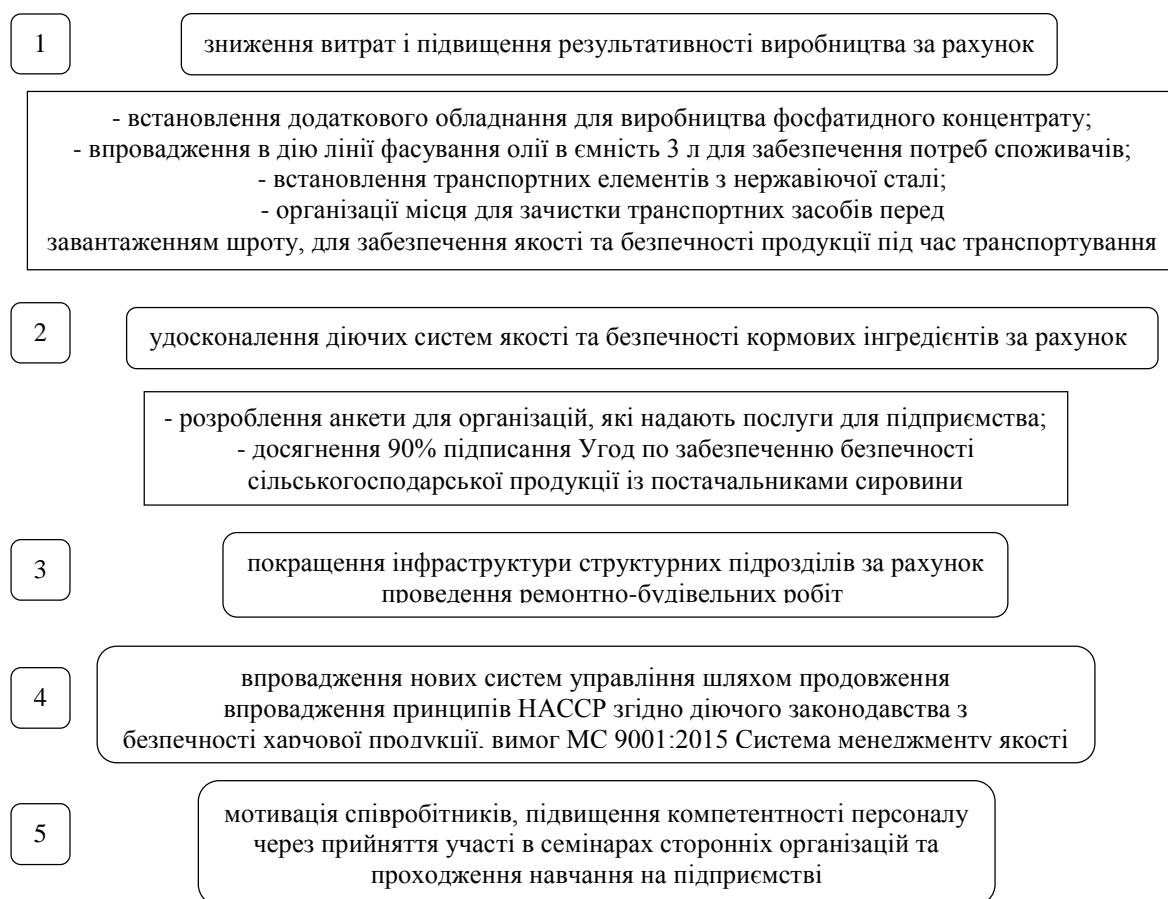 1
зниження витрат і підвищення результативності виробництва за рахунок
- встановлення додаткового обладнання для виробництва фосфатидного концентрату;
- впровадження в дію лінії фасування олії в ємність 3 л для забезпечення потреб споживачів;
- встановлення транспортних елементів з нержавіючої сталі;
- організації місця для зачистки транспортних засобів перед
завантаженням шроту, для забезпечення якості та безпечності продукції під час транспортування
2
удосконалення діючих систем якості та безпечності кормових інгредієнтів за рахунок
- розроблення анкети для організацій, які надають послуги для підприємства;
- досягнення 90% підписання Угод по забезпеченню безпечності
сільськогосподарської продукції із постачальниками сировини
3
покращення інфраструктури структурних підрозділів за рахунок
проведення ремонтно-будівельних робіт
4
впровадження нових систем управління шляхом продовження
впровадження принципів НАССР згідно діючого законодавства з
безпечності харчової продукції, вимог МС 9001:2015 Система менеджменту якості
5
мотивація співробітників, підвищення компетентності персоналу
через прийняття участі в семінарах сторонніх організацій та
проходження навчання на підприємстві